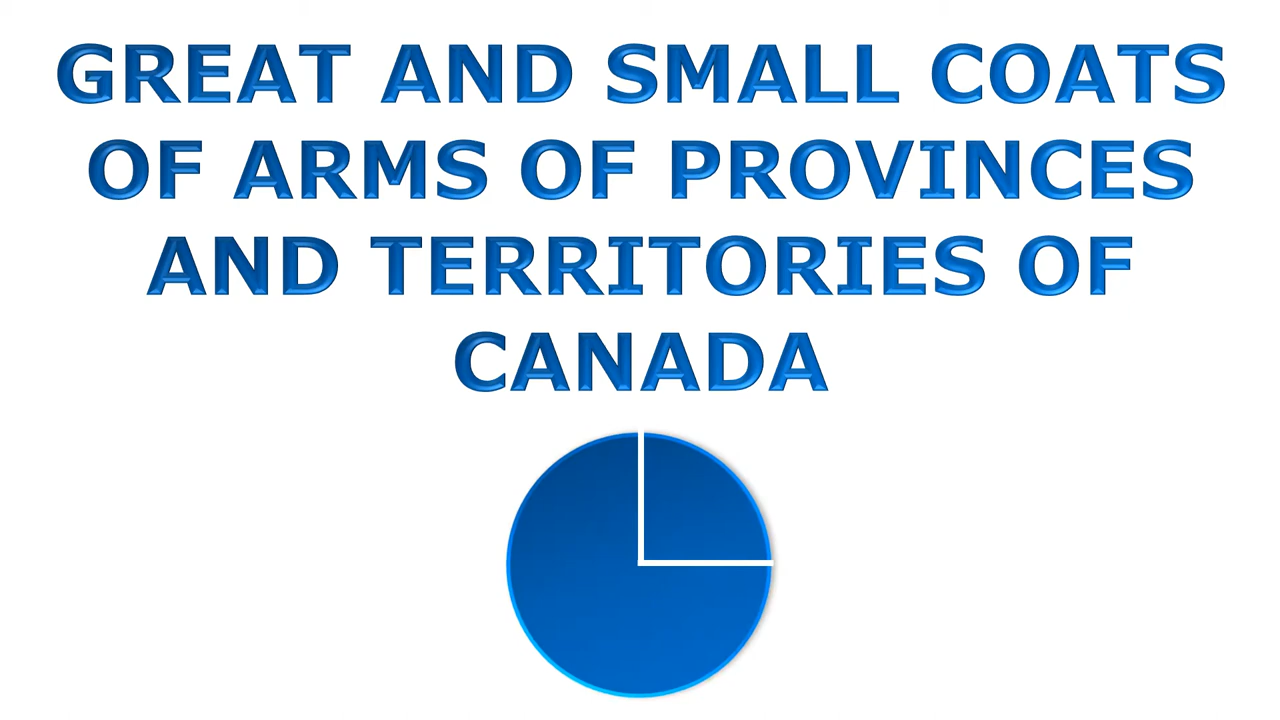 GREAT AND SMALL COATS
OF ARMS OF PROVINCES
AND TERRITORIES OF
CANADA